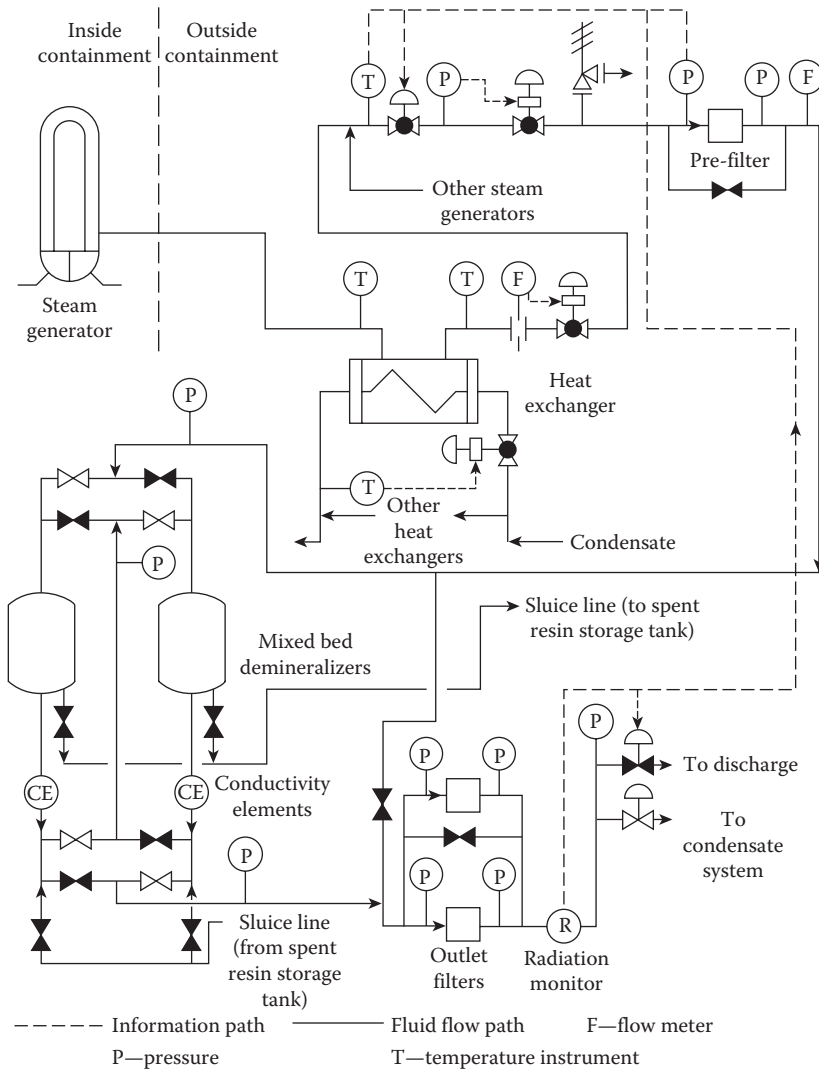 Inside
containment
Outside
containment
T
P
P
P
F
Pre-filter
Other steam
generators
Steam
generator
T
T
F
Heat
exchanger
P
T
Other
heat
exchangers
Condensate
P
Sluice line (to spent
resin storage tank)
Mixed bed
demineralizers
P
P
P
To discharge
CE
CE
Conductivity
elements
To
condensate
system
P
P
P
R
Sluice line
(from spent
resin storage
tank)
Outlet
filters
Radiation
monitor
Information path
Fluid flow path
F—flow meter
P—pressure
T—temperature instrument